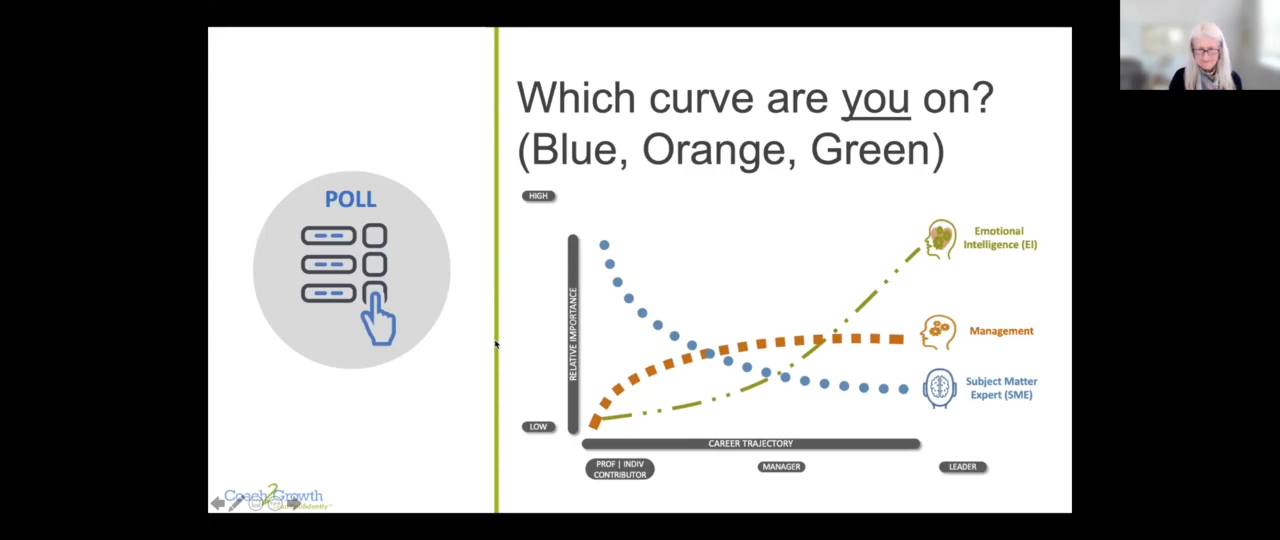 Which curve are you on?
(Blue, Orange, Green)
POLL
HIGH
RELATIVE IMPORTANCE
LOW
Emotional
Intelligence (EI)
Management
Subject Matter
Expert (SME)
CAREER TRAJECTORY
PROF | INDIV
CONTRIBUTOR
MANAGER
LEADER
Coach2Growth